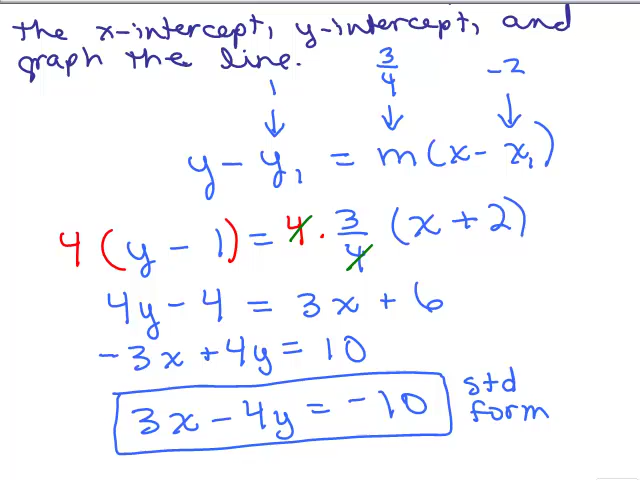 the x-intercept, y-intercept, and
graph the line.
1 3/4 -2
↓ ↓ ↓
y - y₁ = m(x - x₁)
4(y - 1) = 4 · 3/4 (x + 2)
4y - 4 = 3x + 6
-3x + 4y = 10
3x - 4y = -10 std form